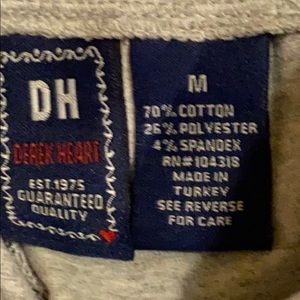 DH
DEREK HEART
EST.1975
GUARANTEED
QUALITY
M
70% COTTON
26% POLYESTER
4% SPANDEX
RN#104318
MADE IN
TURKEY
SEE REVERSE
FOR CARE